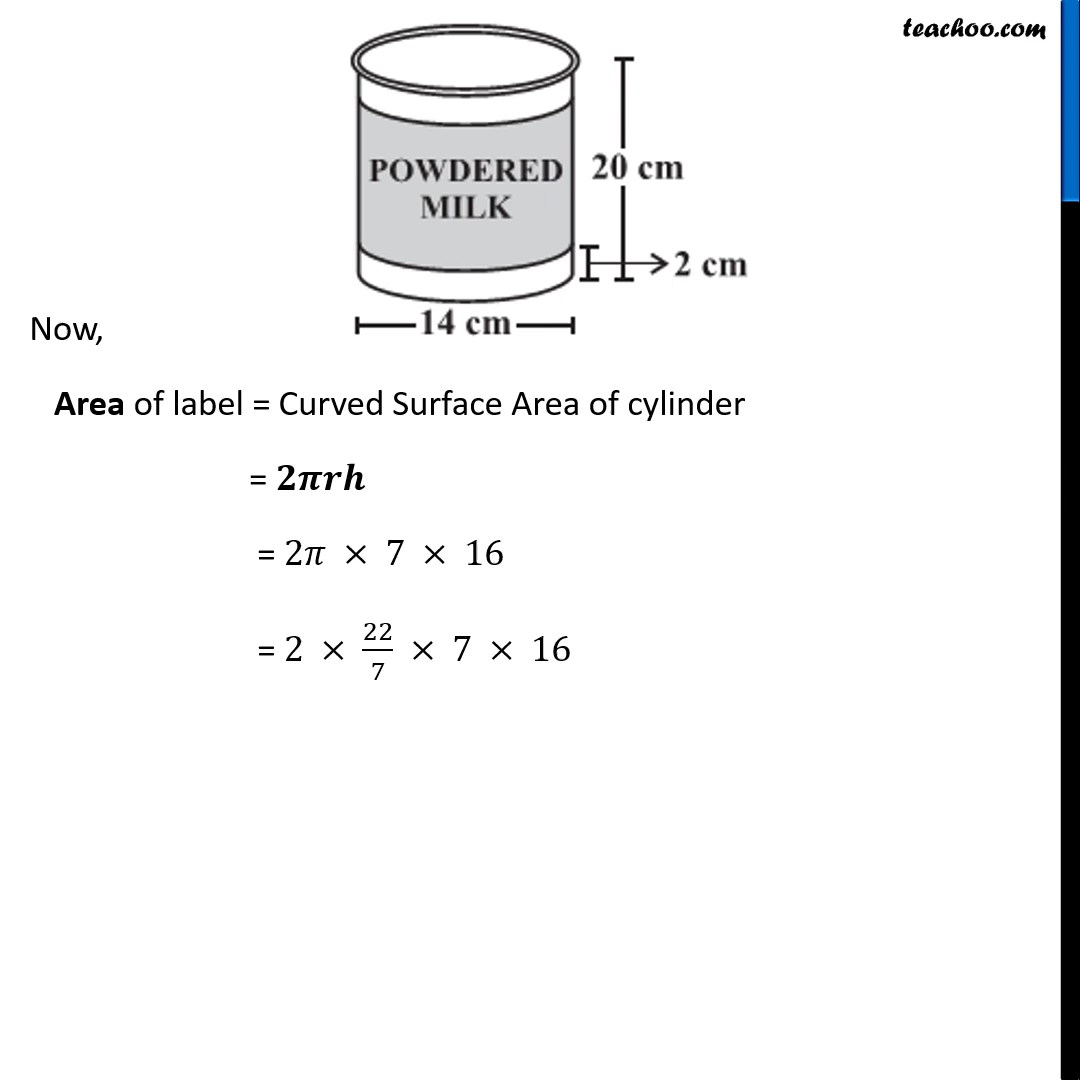 teachoo.com
POWDERED
MILK
20 cm
2 cm
14 cm
Now,
Area of label = Curved Surface Area of cylinder
= 2𝜋rh
= 2𝜋 × 7 × 16
= 2 × 22/7 × 7 × 16